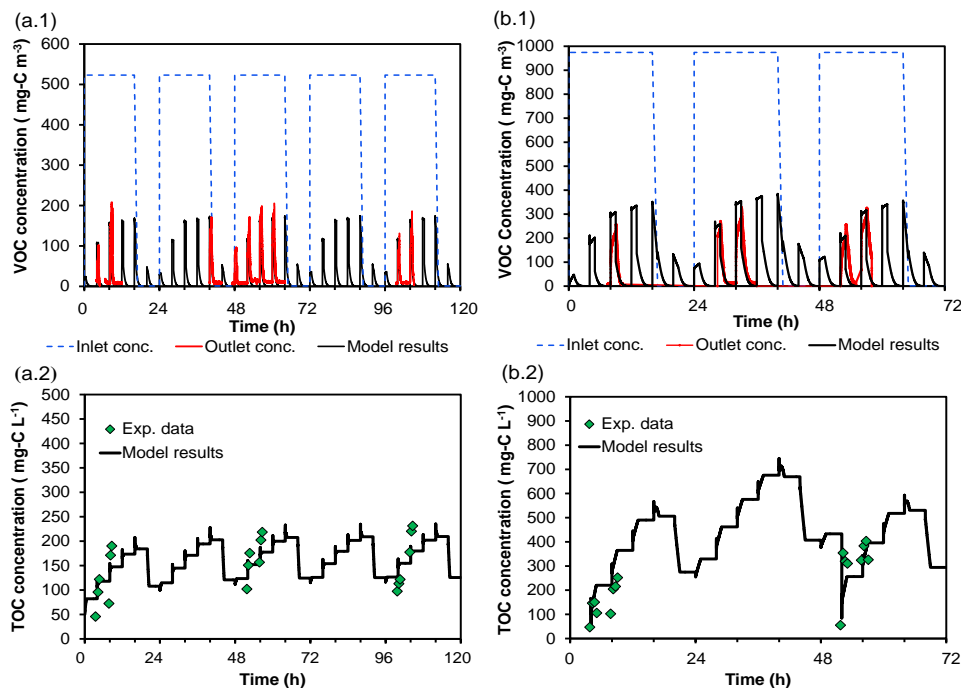 (a.1)
VOC concentration ( mg-C m-3)
600
500
400
300
200
100
0
0 24 48 72 96 120
Time (h)
Inlet conc. Outlet conc. Model results
(b.1)
VOC Concentration ( mg-C m-3)
1000
900
800
700
600
500
400
300
200
100
0
0 24 48 72
Time (h)
Inlet conc. Outlet conc. Model results
(a.2)
TOC concentration ( mg-C L-1)
500
450
400
350
300
250
200
150
100
50
0
Exp. data
Model results
0 24 48 72 96 120
Time (h)
(b.2)
TOC concentration ( mg-C L-1)
1000
900
800
700
600
500
400
300
200
100
0
Exp. data
Model results
0 24 48 72
Time (h)